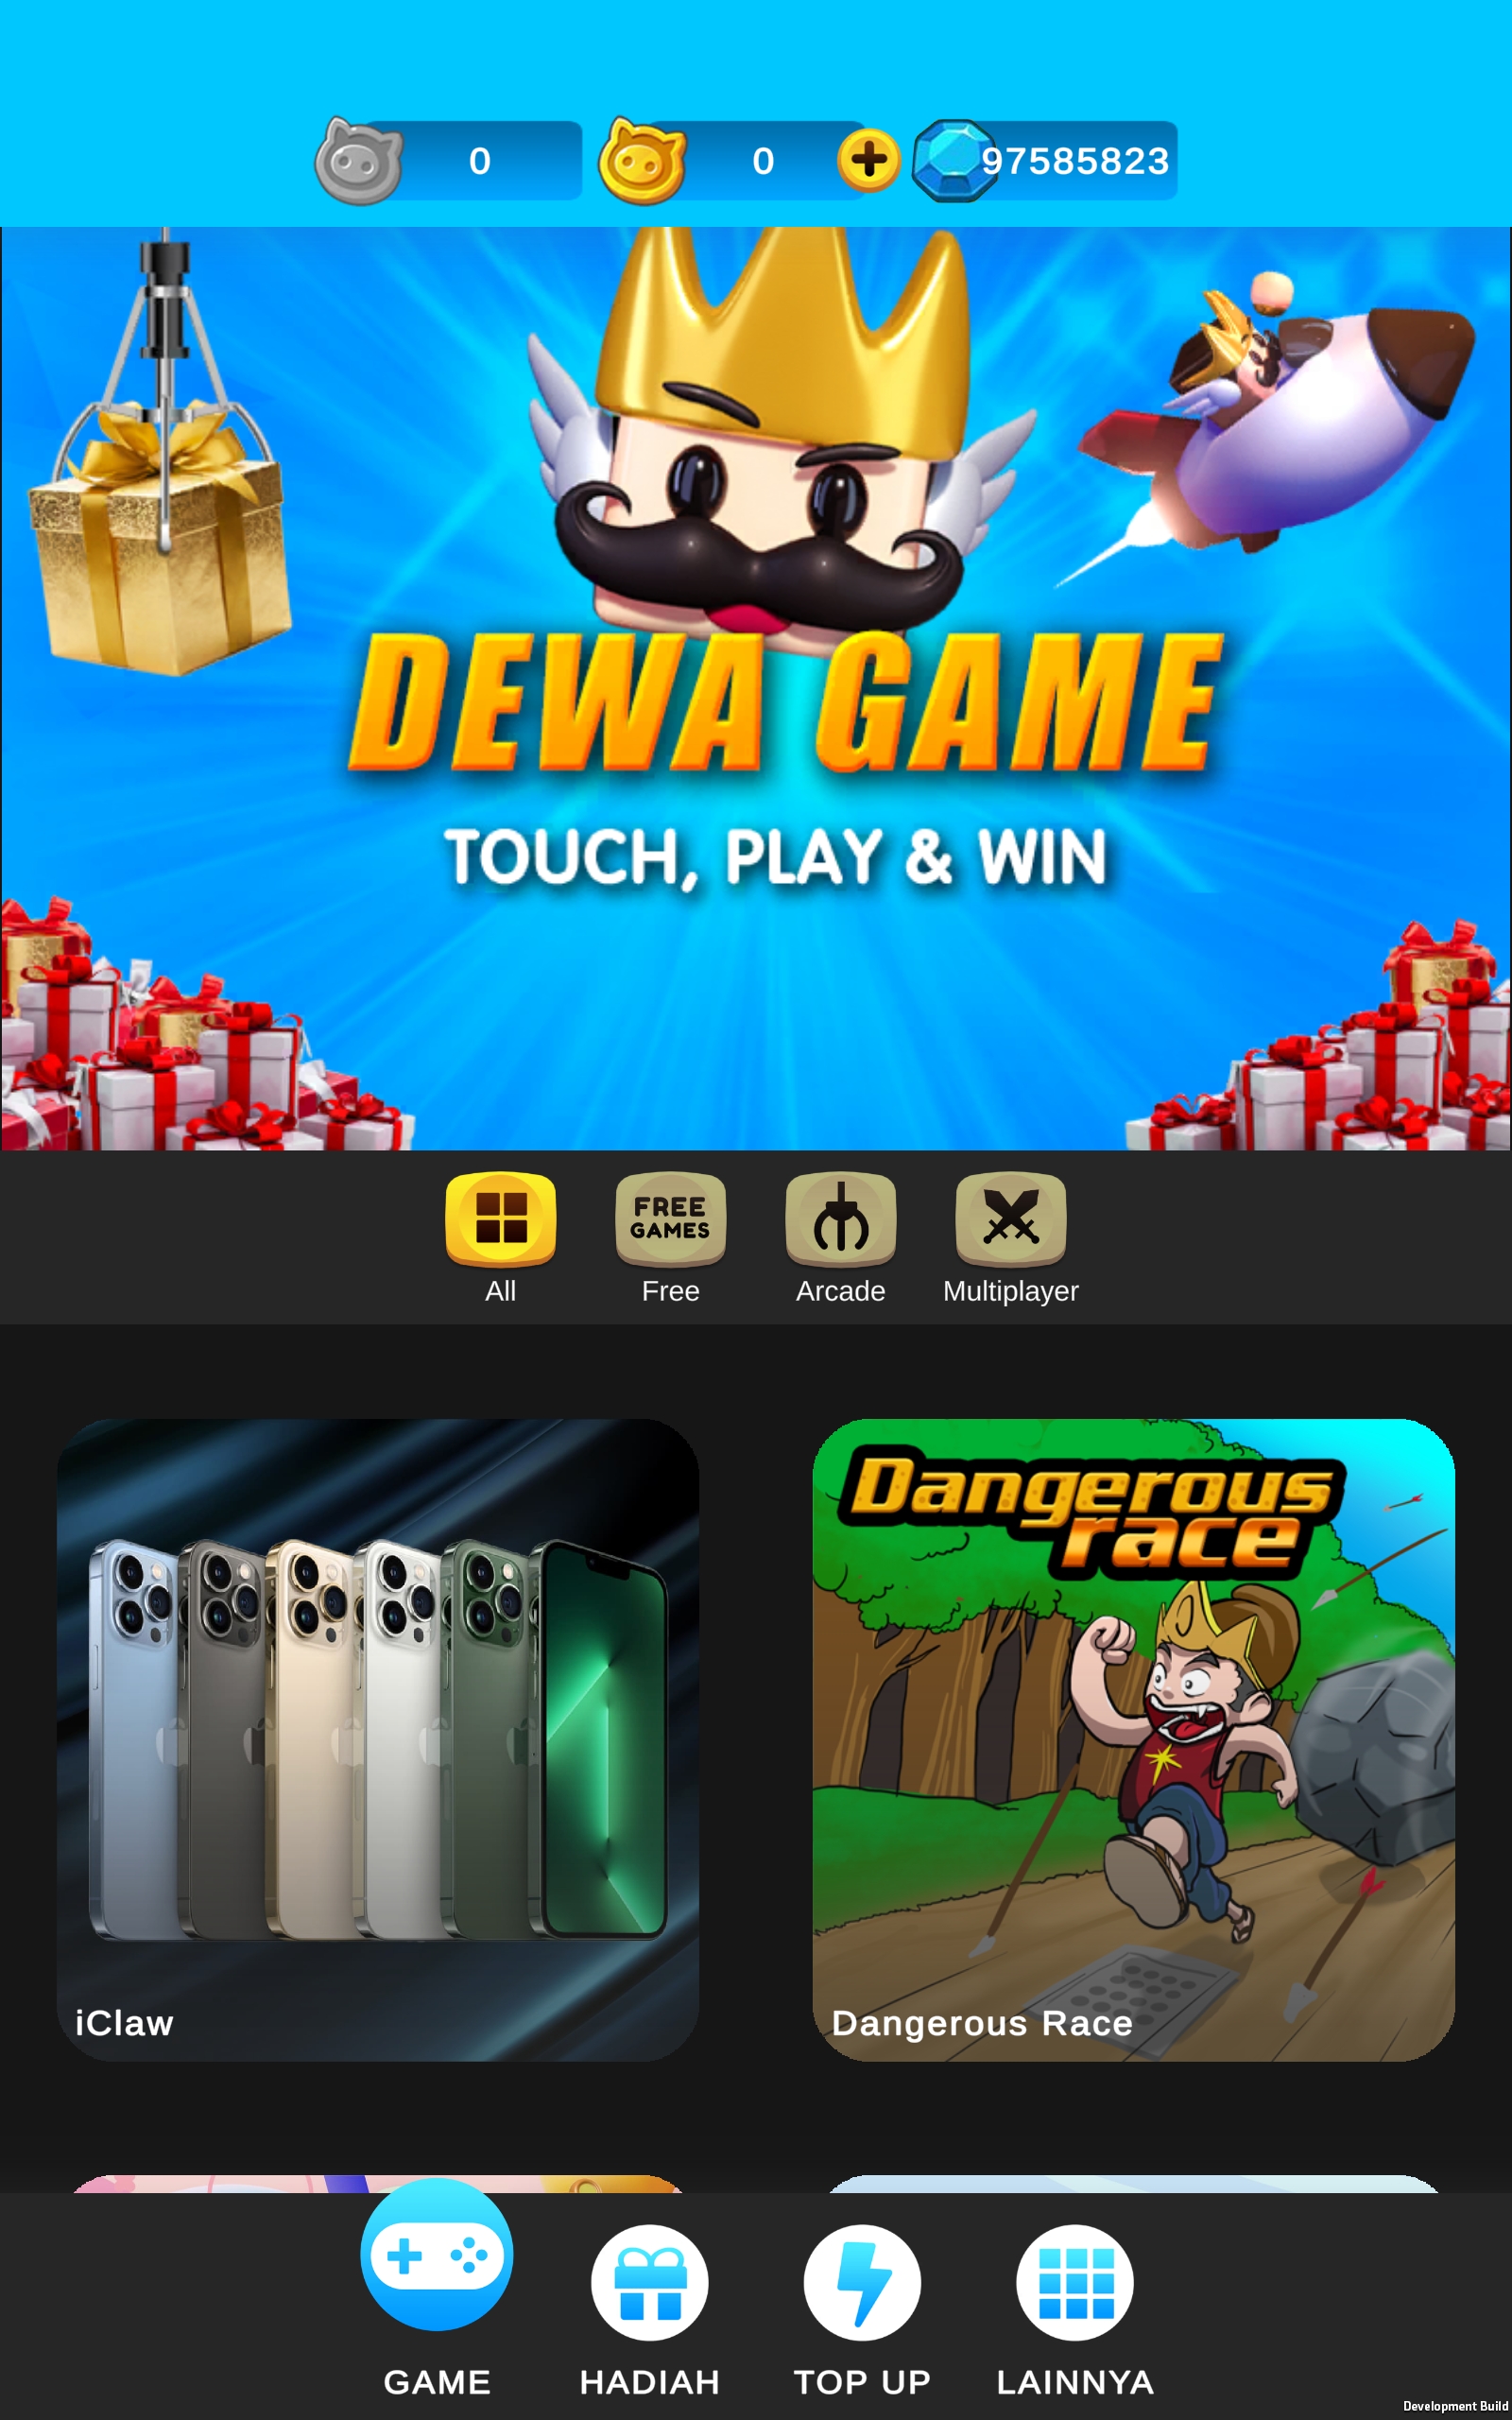 0
0
97585823
DEWA GAME
TOUCH, PLAY & WIN
FREE
GAMES
All
Free
Arcade
Multiplayer
Dangerous
race
iClaw
Dangerous Race
GAME
HADIAH
TOP UP
LAINNYA
Development Build